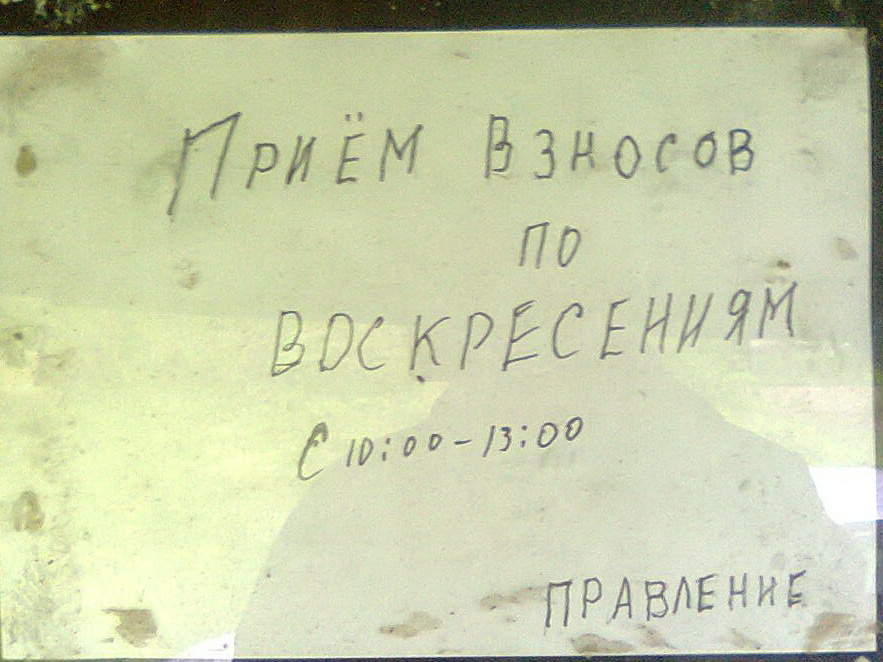 ПРИЁМ ВЗНОСОВ
ПО
ВОСКРЕСЕНИЯМ
С 10:00-13:00
ПРАВЛЕНИЕ